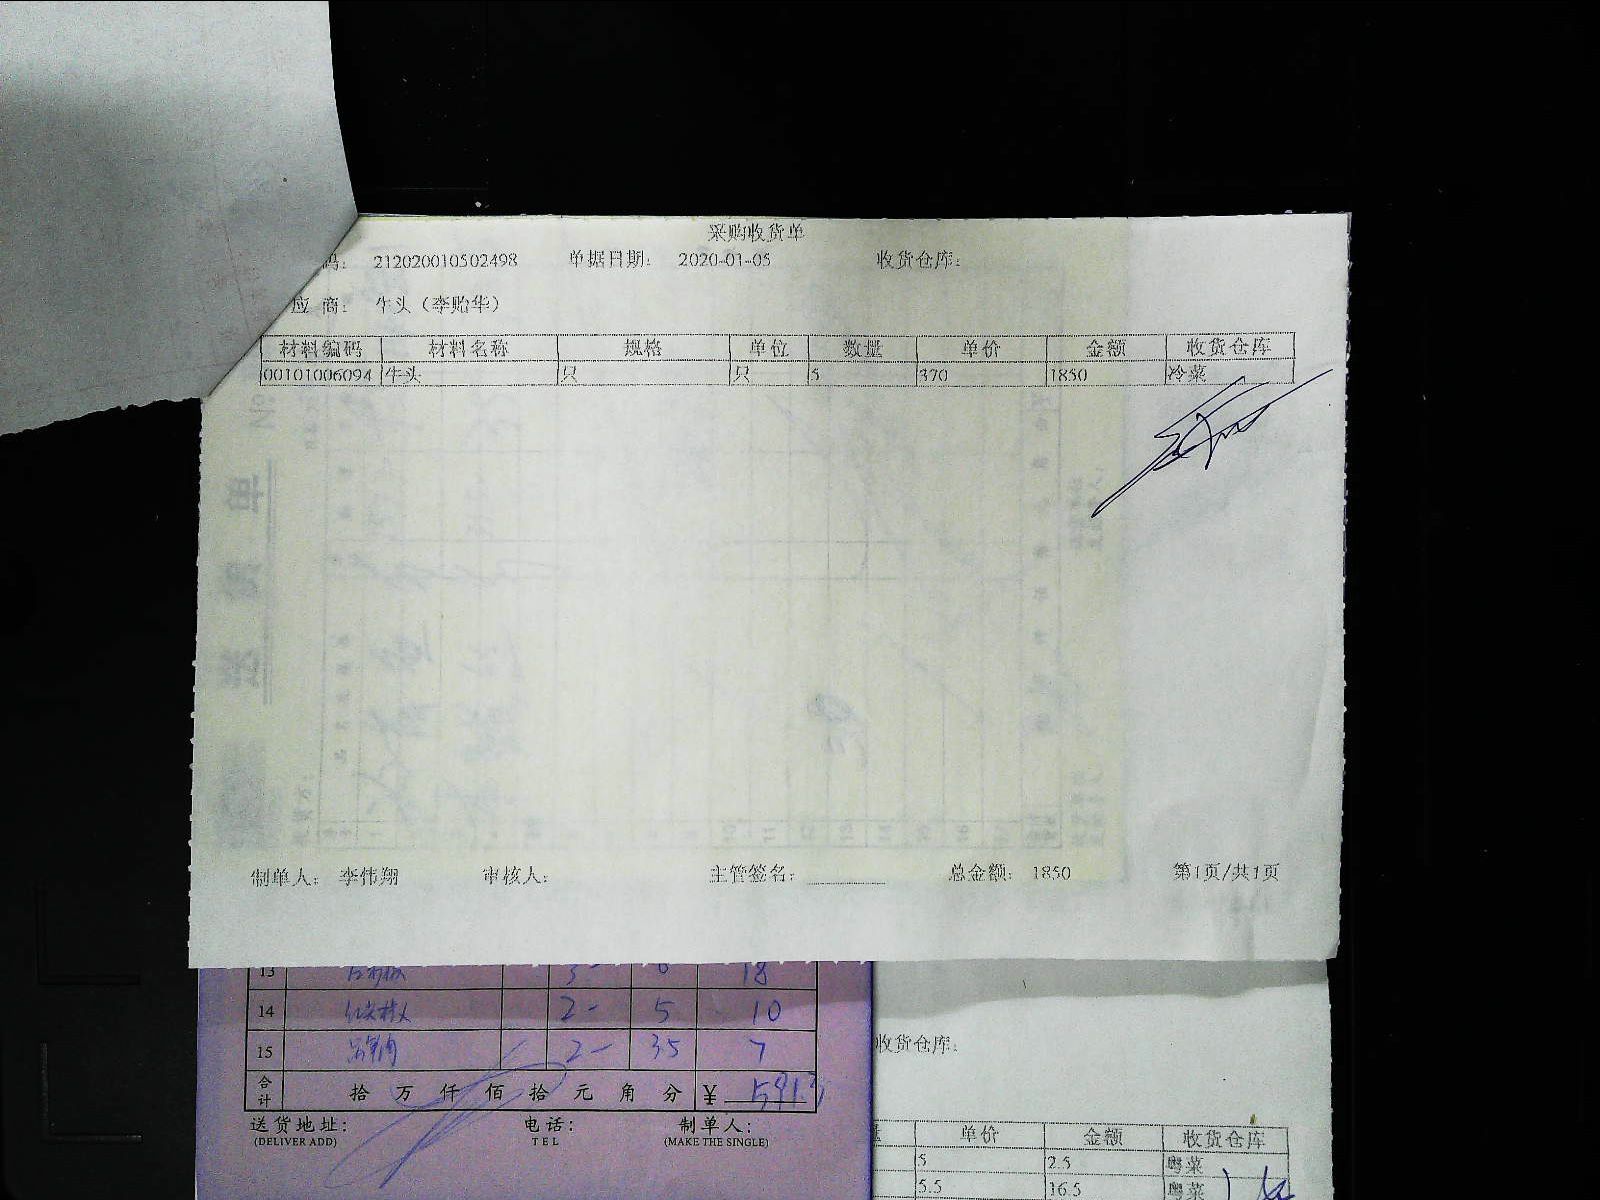 采购收货单
码： 212020010502498 单据日期： 2020-01-05 收货仓库：
应 商： 牛头（李贻华）
材料编码 材料名称 规格 单位 数量 单价 金额 收货仓库
00101006094 牛头 只 只 5 370 1850 冷菜
制单人： 李伟翔 审核人： 主管签名： 总金额： 1850 第1页/共1页
13 3- 6 18
14 2- 5 10
15 2- 35 7
合计 拾 万 仟 佰 拾 元 角 分 ¥
送货地址： 电话： 制单人：
(DELIVER ADD) TEL (MAKE THE SINGLE)
收货仓库：
量 单价 金额 收货仓库
5 2.5 粤菜
5.5 16.5 粤菜